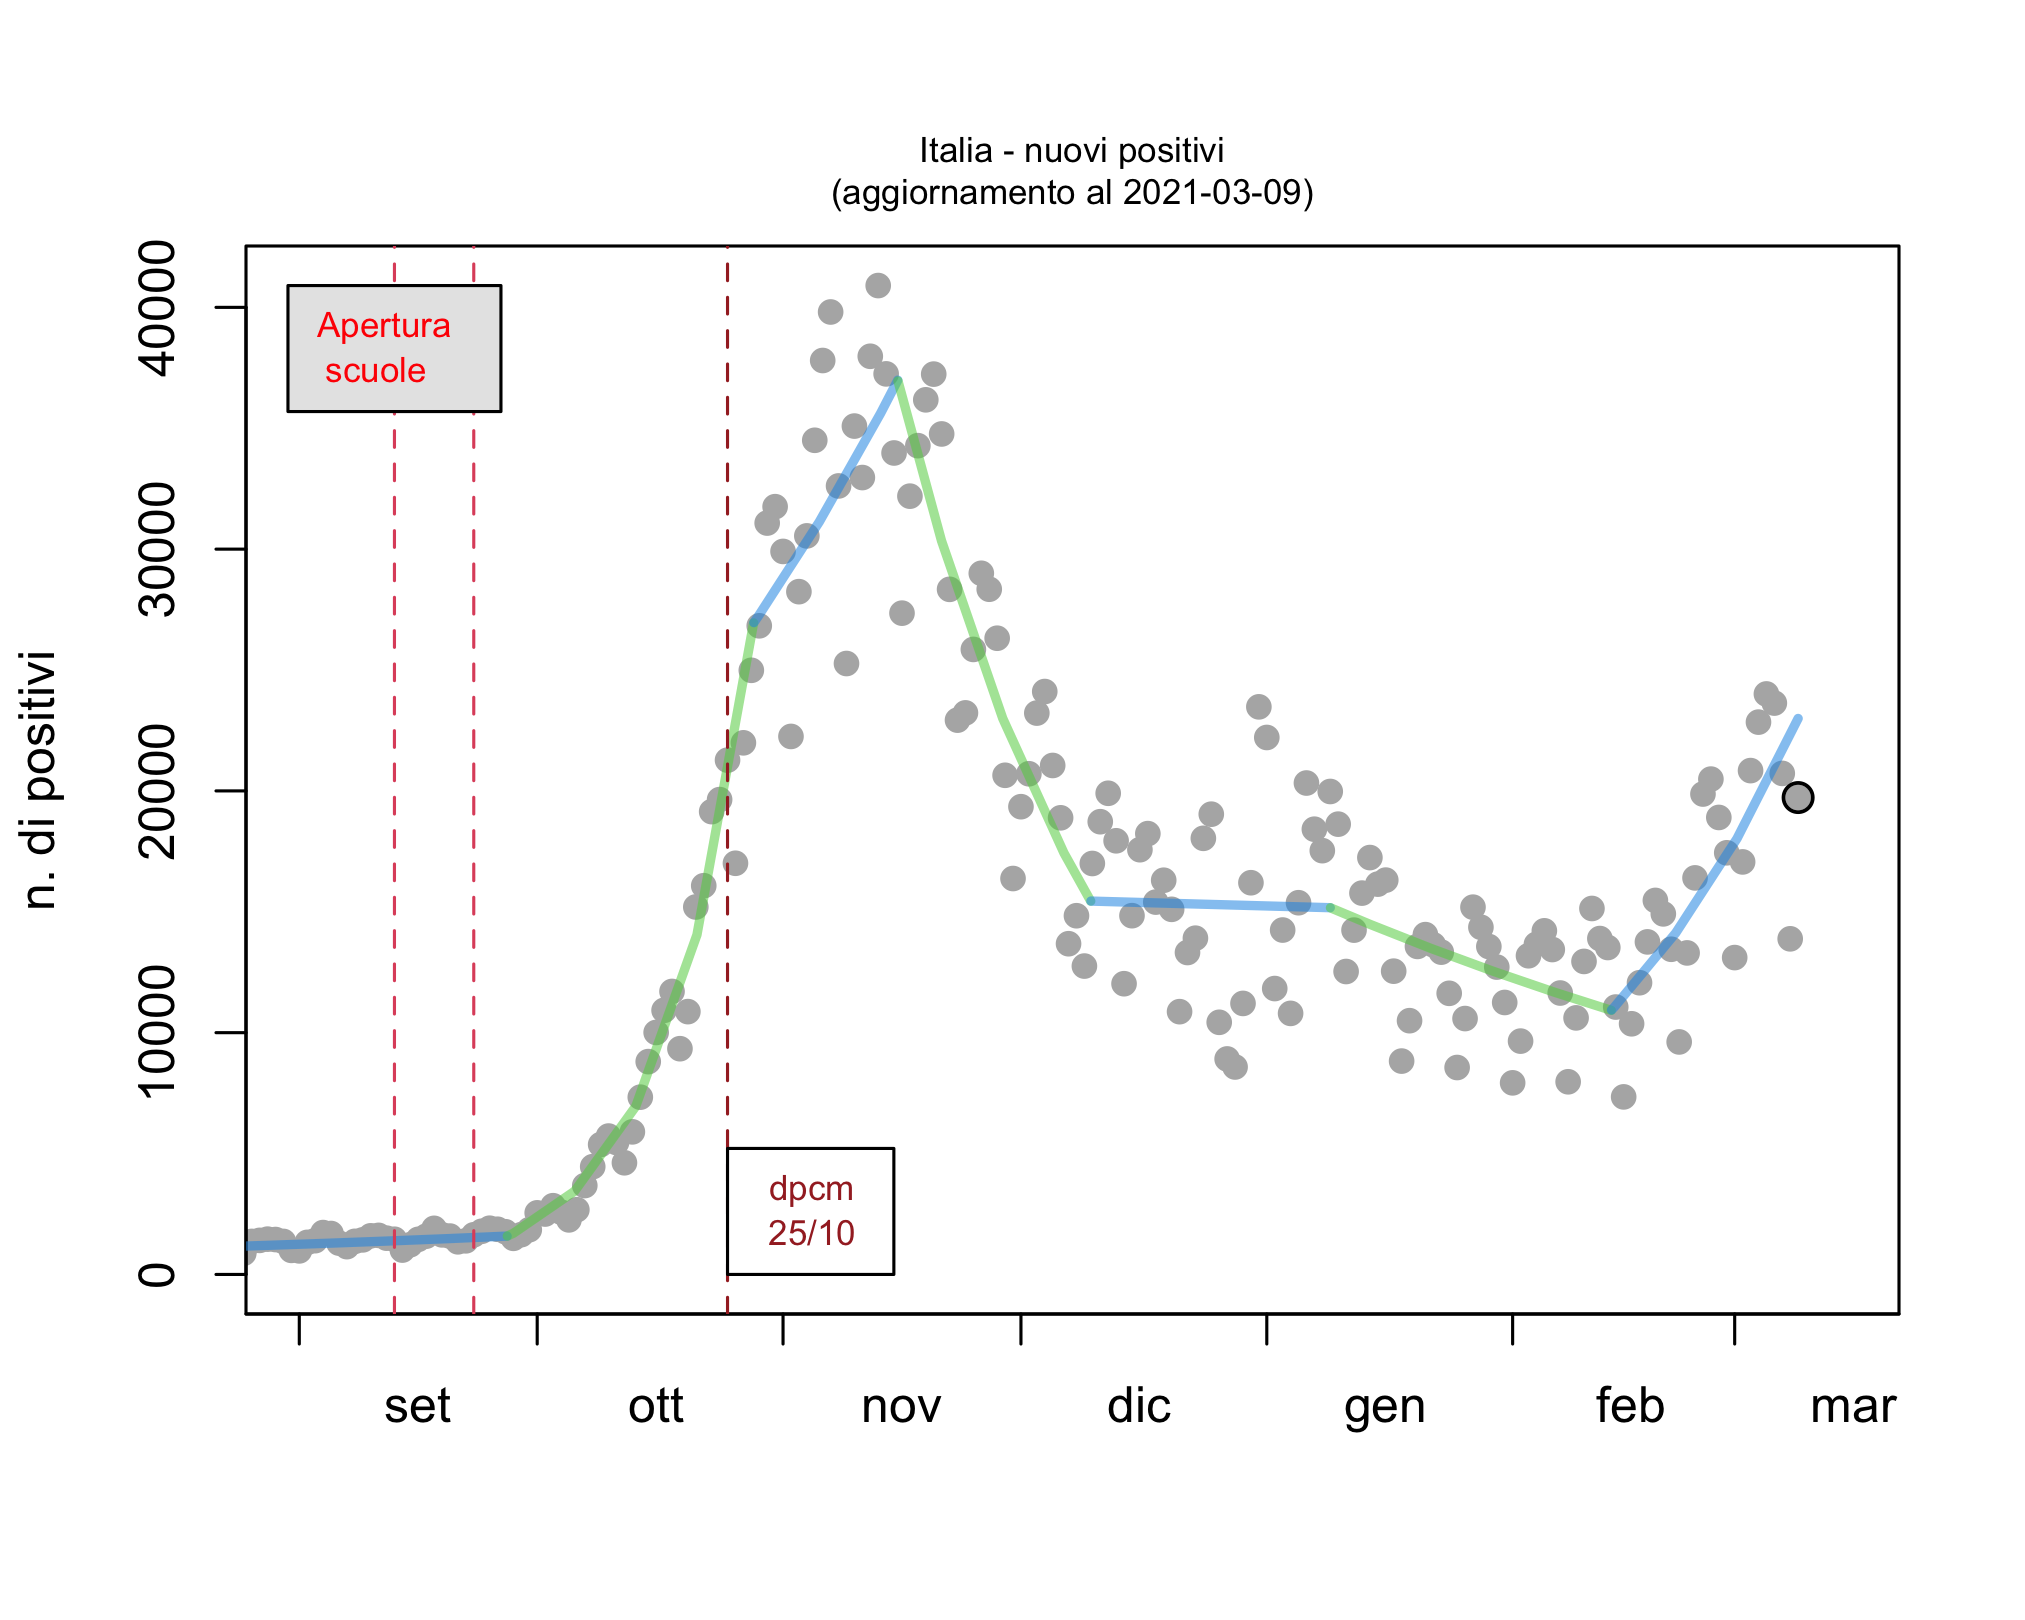 Italia - nuovi positivi
(aggiornamento al 2021-03-09)
n. di positivi
40000
30000
20000
10000
0
Apertura
scuole
dpcm
25/10
set ott nov dic gen feb mar